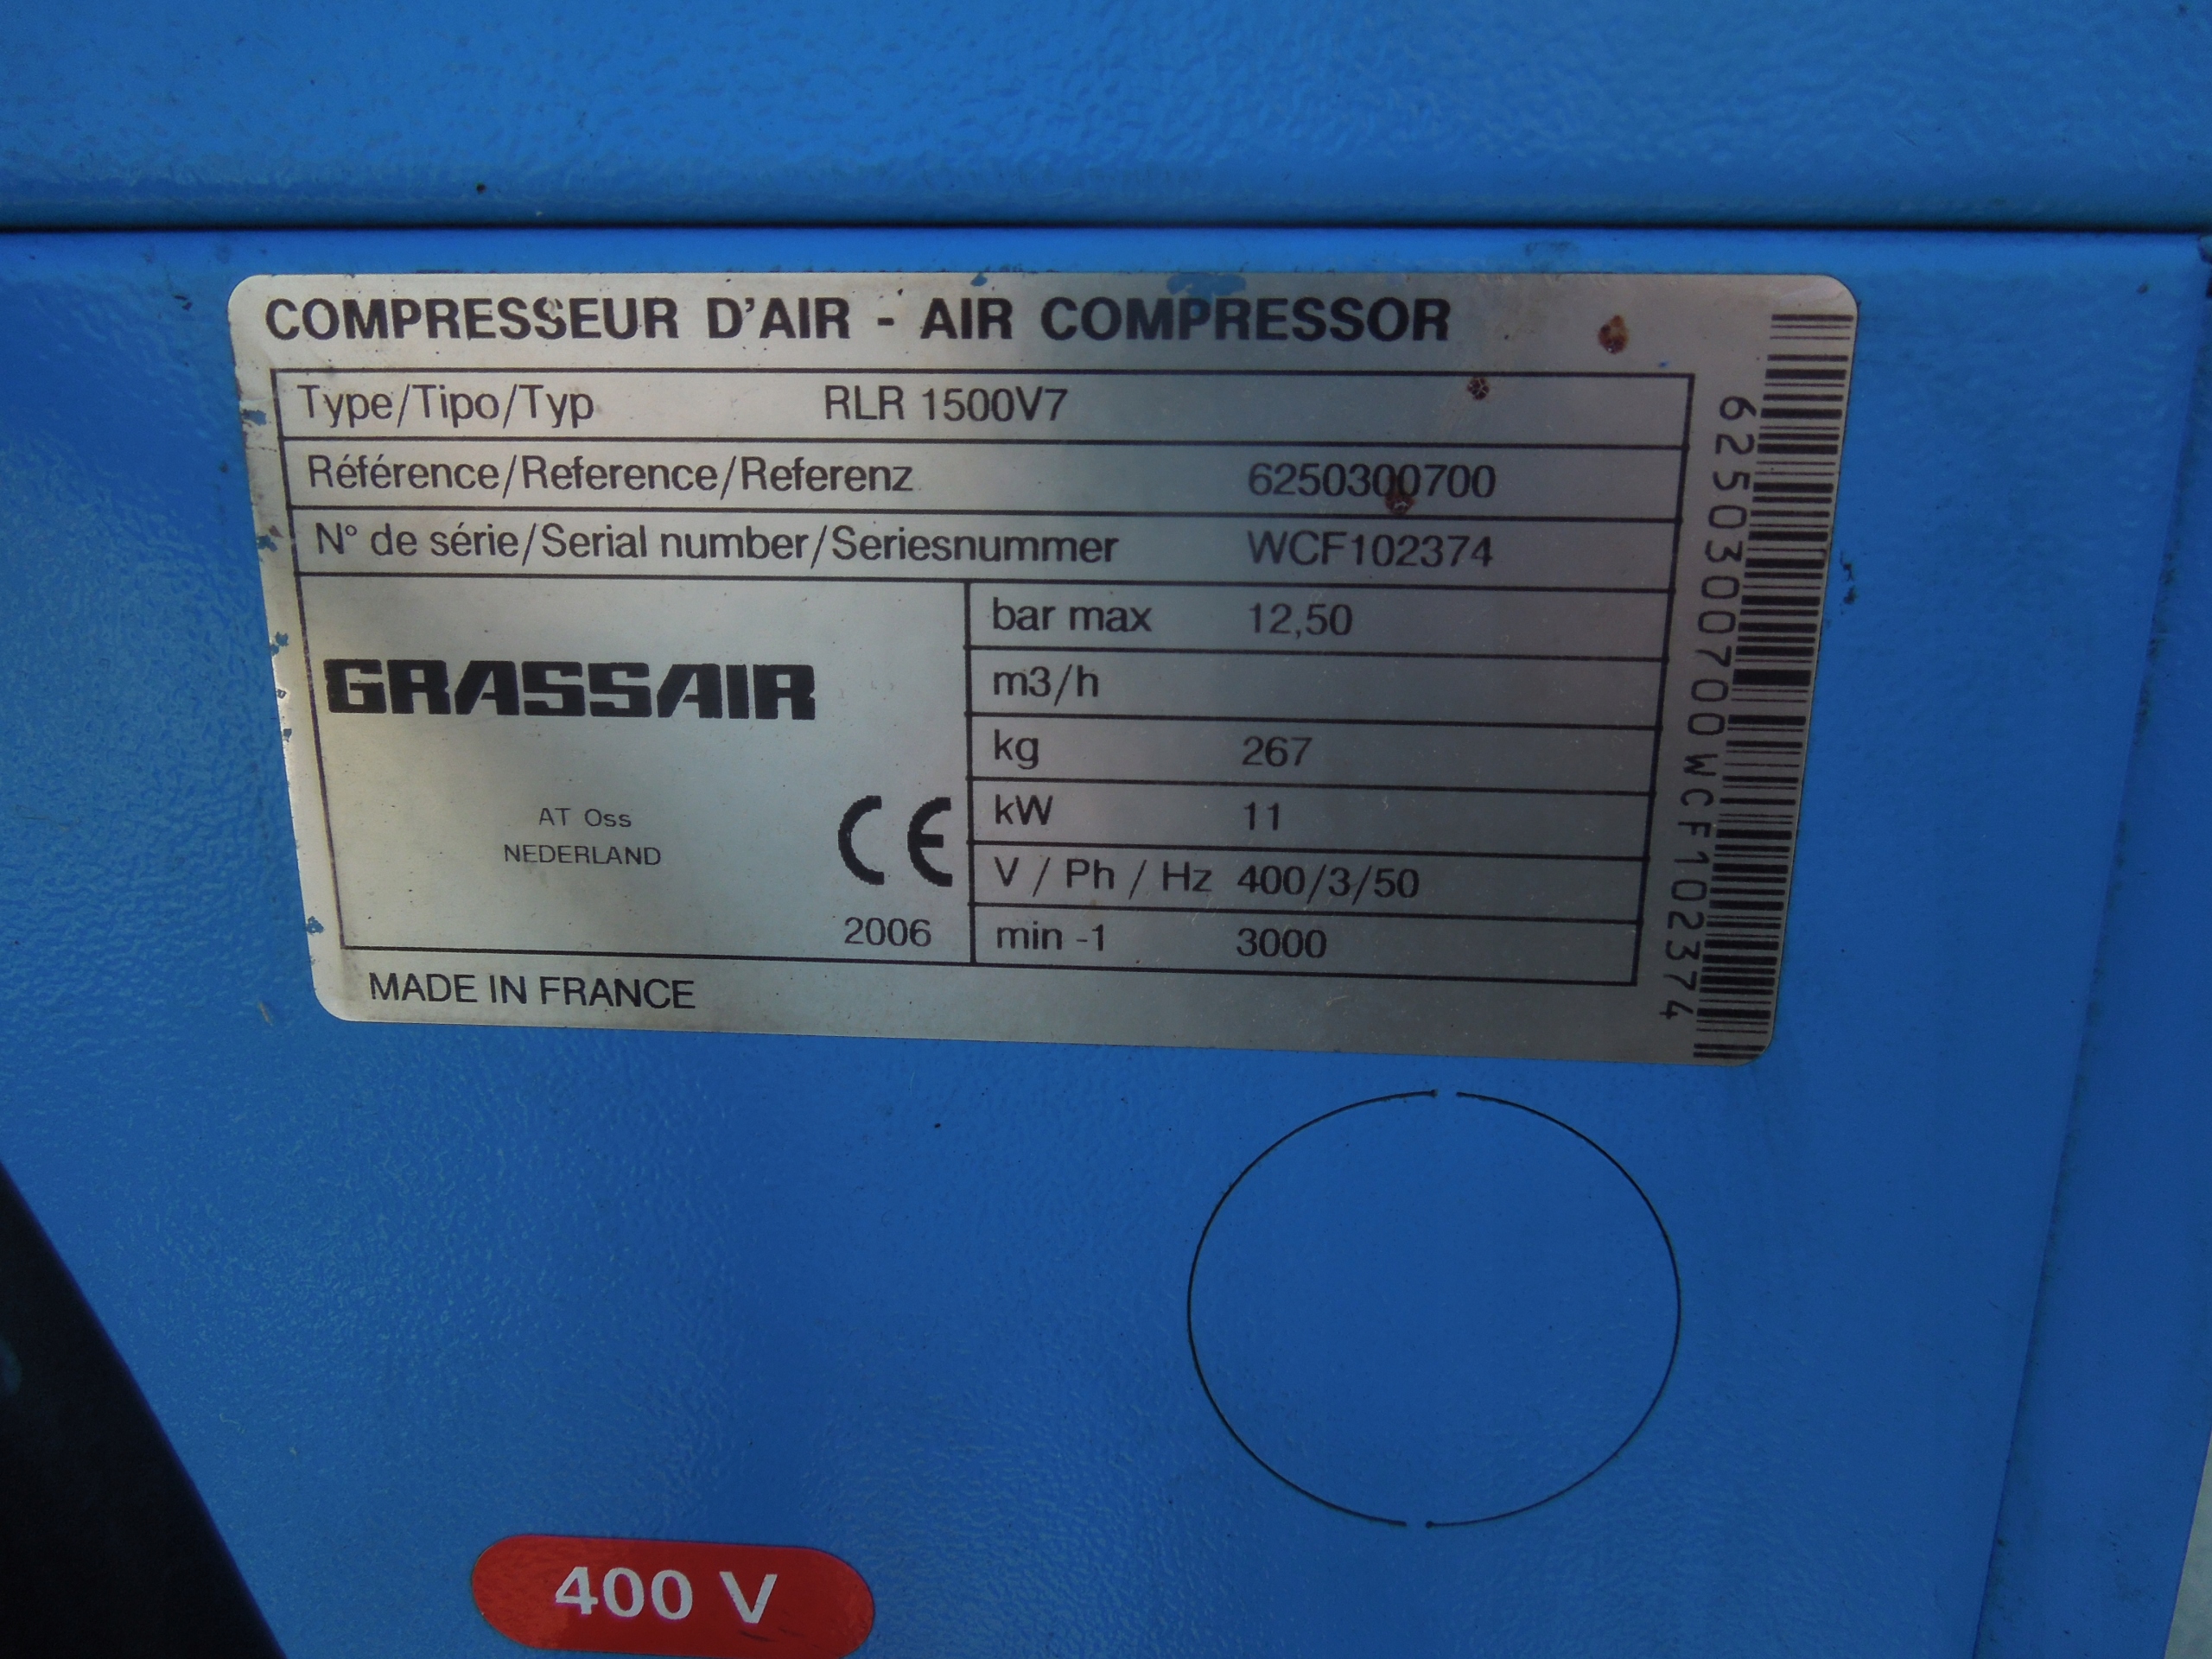 COMPRESSEUR D'AIR - AIR COMPRESSOR
Type/Tipo/Typ RLR 1500V7
Référence/Reference/Referenz 6250300700
N° de série/Serial number/Seriesnummer WCF102374
GRASSAIR
AT Oss
NEDERLAND
CE
2006
bar max 12,50
m3/h
kg 267
kW 11
V / Ph / Hz 400/3/50
min -1 3000
MADE IN FRANCE
6250300700WCF102374
400 V